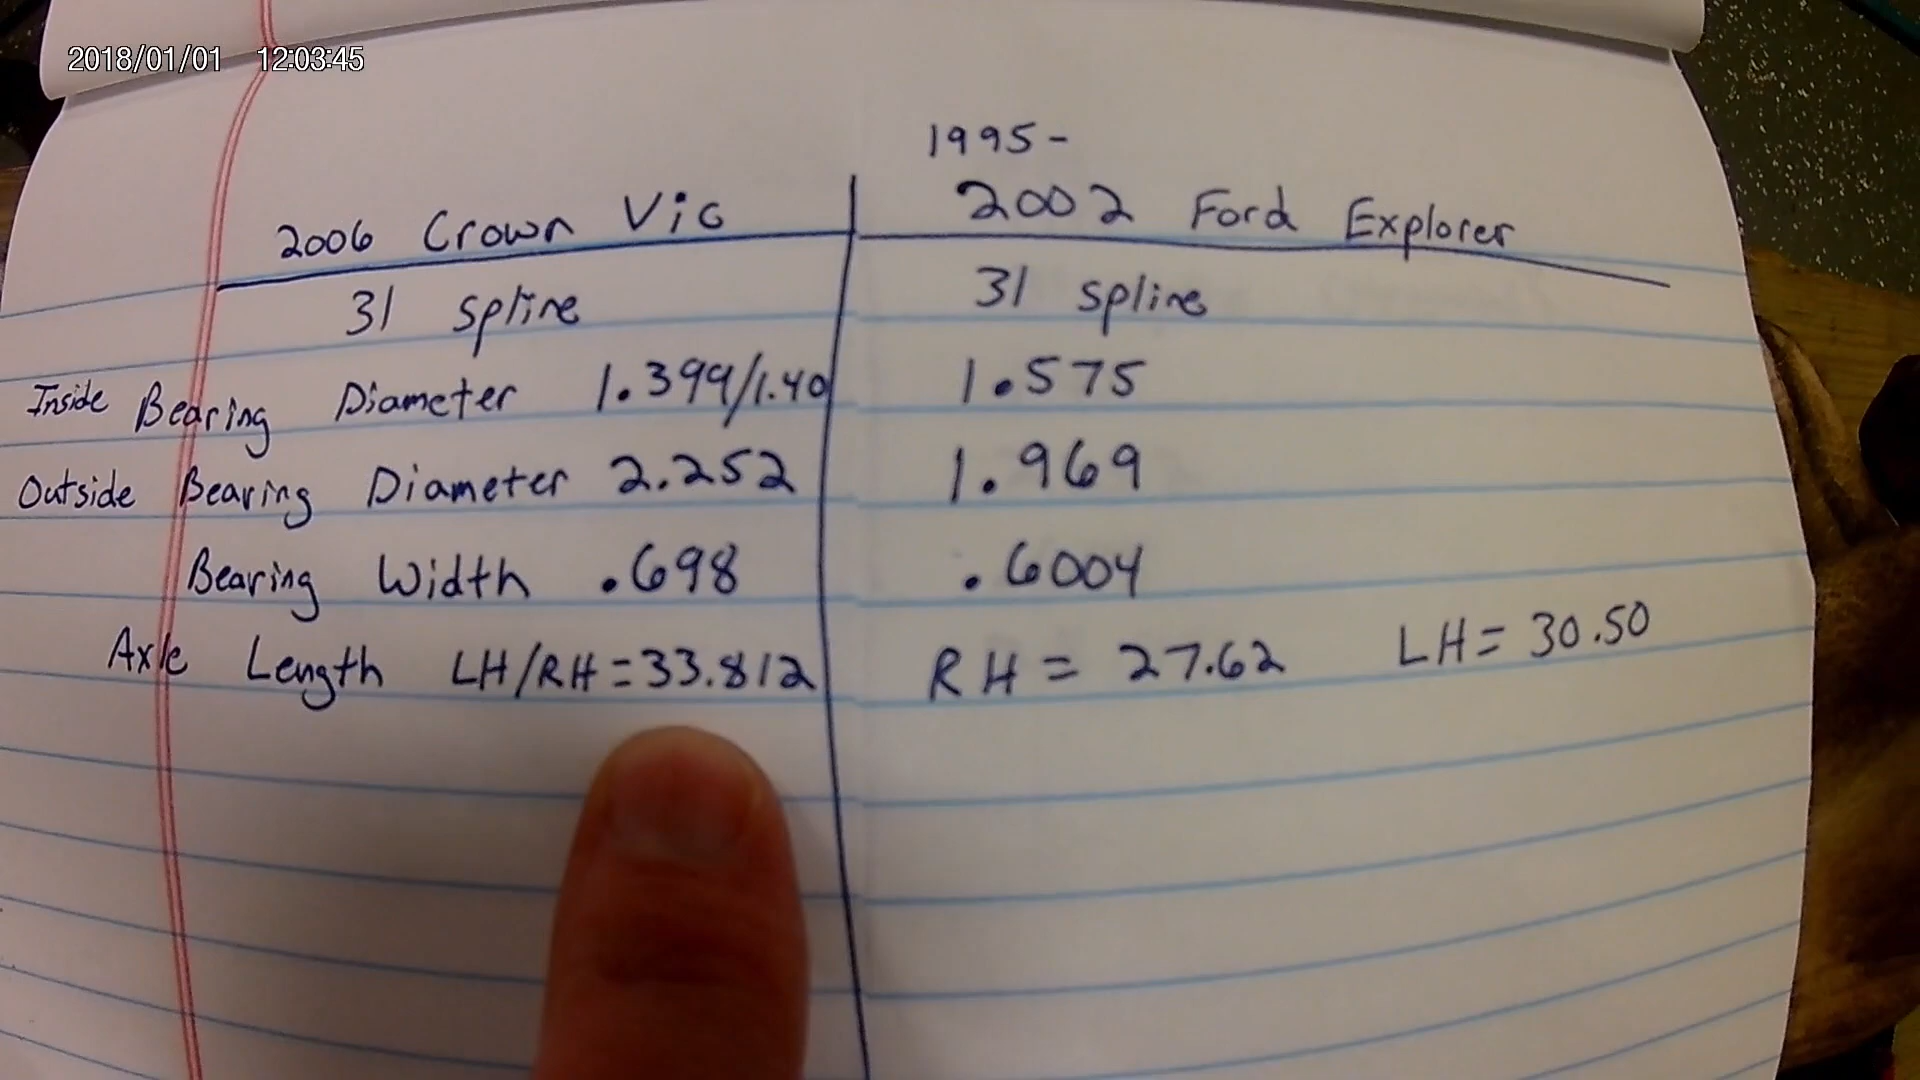 2018/01/01 12:03:45
1995-
2006 Crown Vic 2002 Ford Explorer
31 spline 31 spline
Inside Bearing Diameter 1.399/1.40 1.575
Outside Bearing Diameter 2.252 1.969
Bearing Width .698 .6004
Axle Length LH/RH=33.812 RH = 27.62 LH= 30.50